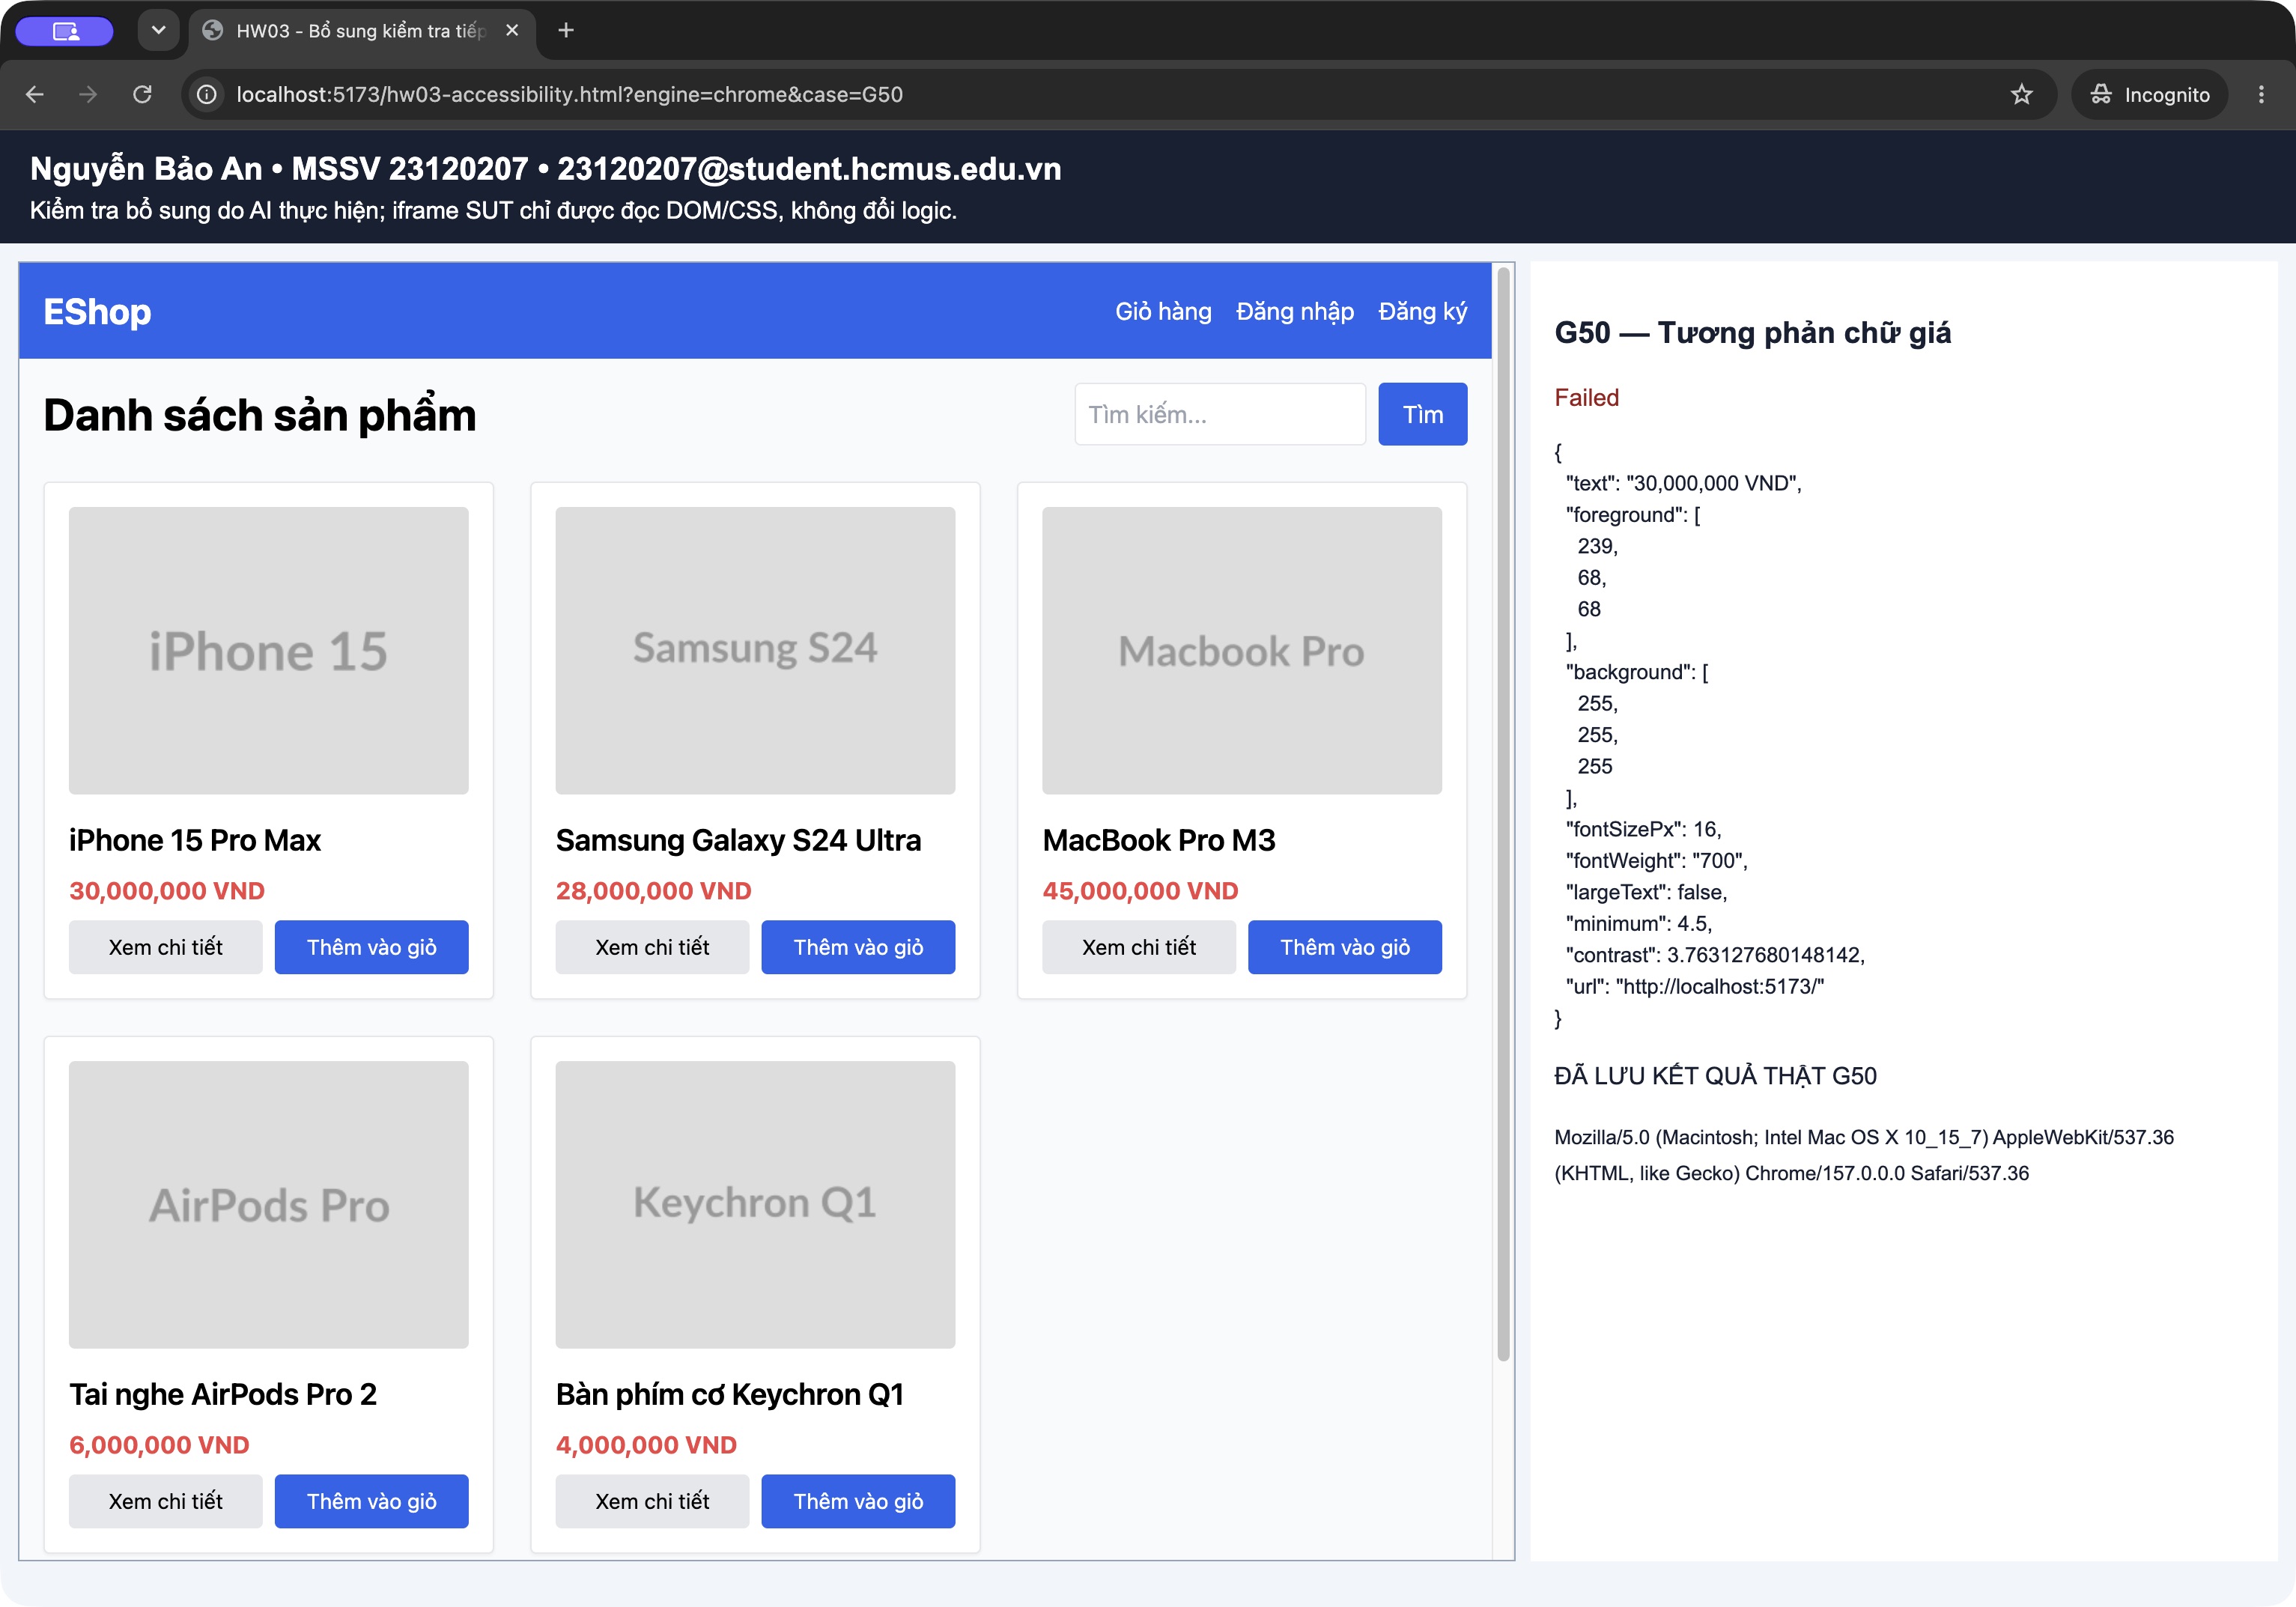 HW03 - Bổ sung kiểm tra tiếp
localhost:5173/hw03-accessibility.html?engine=chrome&case=G50
Incognito
Nguyễn Bảo An • MSSV 23120207 • 23120207@student.hcmus.edu.vn
Kiểm tra bổ sung do AI thực hiện; iframe SUT chỉ được đọc DOM/CSS, không đổi logic.
EShop
Giỏ hàng Đăng nhập Đăng ký
Danh sách sản phẩm
Tìm kiếm...
Tìm
iPhone 15
Samsung S24
Macbook Pro
iPhone 15 Pro Max
Samsung Galaxy S24 Ultra
MacBook Pro M3
30,000,000 VND
28,000,000 VND
45,000,000 VND
Xem chi tiết
Thêm vào giỏ
Xem chi tiết
Thêm vào giỏ
Xem chi tiết
Thêm vào giỏ
AirPods Pro
Keychron Q1
Tai nghe AirPods Pro 2
Bàn phím cơ Keychron Q1
6,000,000 VND
4,000,000 VND
Xem chi tiết
Thêm vào giỏ
Xem chi tiết
Thêm vào giỏ
G50 — Tương phản chữ giá
Failed
{
"text": "30,000,000 VND",
"foreground": [
239,
68,
68
],
"background": [
255,
255,
255
],
"fontSizePx": 16,
"fontWeight": "700",
"largeText": false,
"minimum": 4.5,
"contrast": 3.763127680148142,
"url": "http://localhost:5173/"
}
ĐÃ LƯU KẾT QUẢ THẬT G50
Mozilla/5.0 (Macintosh; Intel Mac OS X 10_15_7) AppleWebKit/537.36
(KHTML, like Gecko) Chrome/157.0.0.0 Safari/537.36